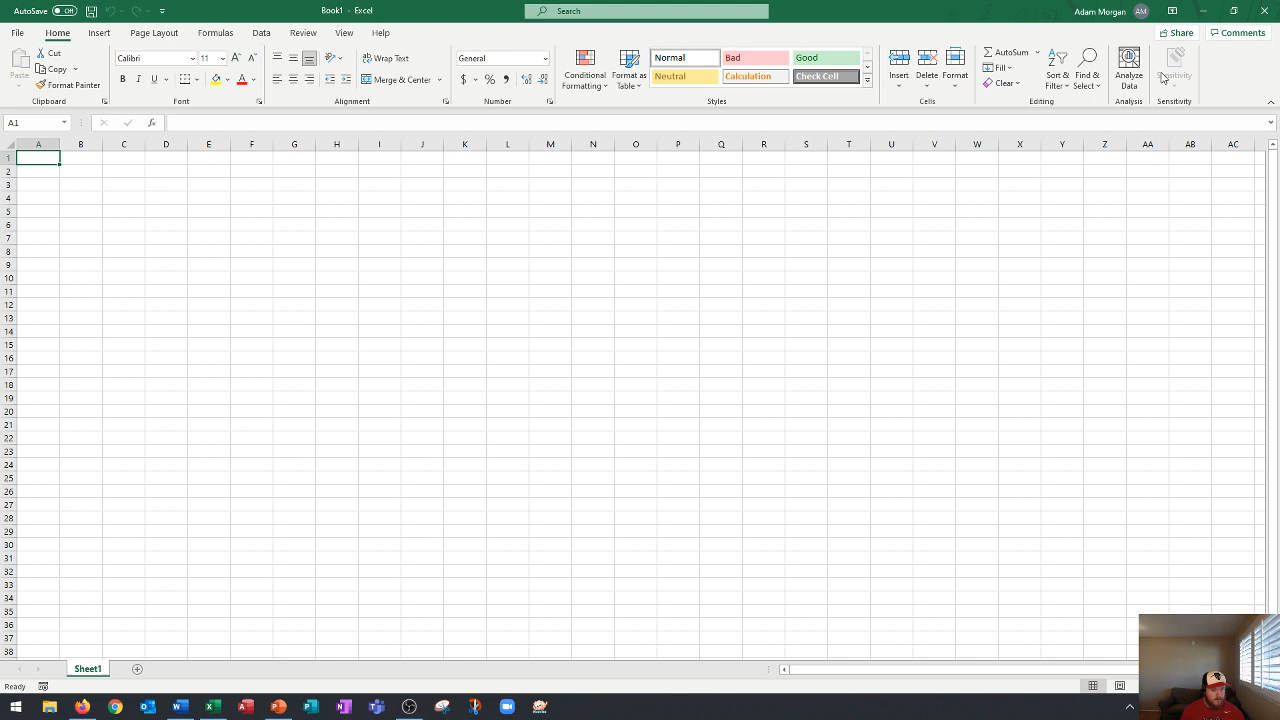 AutoSave Off Book1 - Excel Search Adam Morgan AM
File Home Insert Page Layout Formulas Data Review View Help Share Comments
Paste Cut Copy Format Painter Clipboard
Calibri 11 B I U A A A Font
Wrap Text Merge & Center Alignment
General $ % , Number
Conditional Formatting Format as Table Normal Bad Good Neutral Calculation Check Cell Styles
Insert Delete Format Cells
AutoSum Fill Clear Sort & Filter Find & Select Editing
Analyze Data Analysis
Sensitivity Sensitivity
A1 fx
A B C D E F G H I J K L M N O P Q R S T U V W X Y Z AA AB AC
1
2
3
4
5
6
7
8
9
10
11
12
13
14
15
16
17
18
19
20
21
22
23
24
25
26
27
28
29
30
31
32
33
34
35
36
37
38
Sheet1
Ready